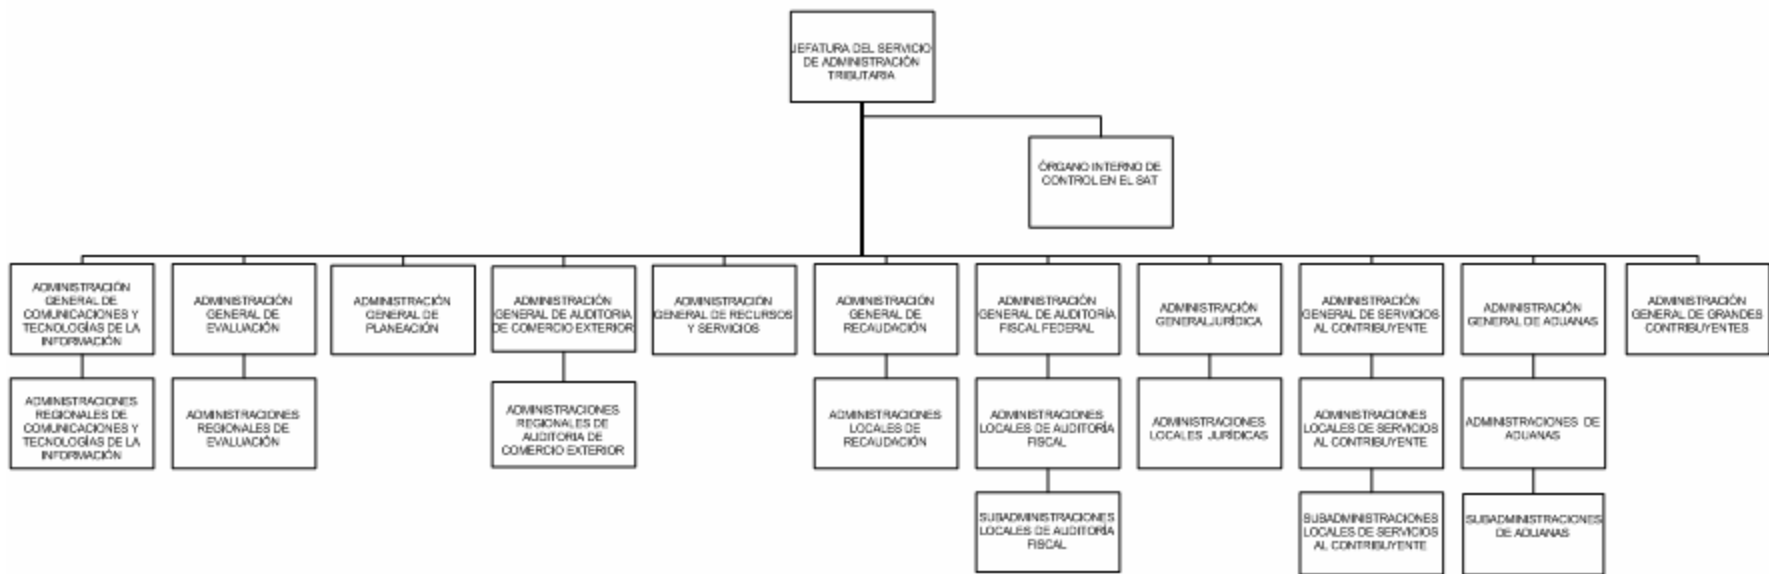 JEFATURA DEL SERVICIO
DE ADMINISTRACIÓN
TRIBUTARIA
ÓRGANO INTERNO DE
CONTROL EN EL SAT
ADMINISTRACIÓN
GENERAL DE
COMUNICACIONES Y
TECNOLOGÍAS DE LA
INFORMACIÓN
ADMINISTRACIÓN
GENERAL DE
EVALUACIÓN
ADMINISTRACIÓN
GENERAL DE
PLANEACIÓN
ADMINISTRACIÓN
GENERAL DE AUDITORIA
DE COMERCIO EXTERIOR
ADMINISTRACIÓN
GENERAL DE RECURSOS
Y SERVICIOS
ADMINISTRACIÓN
GENERAL DE
RECAUDACIÓN
ADMINISTRACIÓN
GENERAL DE AUDITORÍA
FISCAL FEDERAL
ADMINISTRACIÓN
GENERALJURÍDICA
ADMINISTRACIÓN
GENERAL DE SERVICIOS
AL CONTRIBUYENTE
ADMINISTRACIÓN
GENERAL DE ADUANAS
ADMINISTRACIÓN
GENERAL DE GRANDES
CONTRIBUYENTES
ADMINISTRACIONES
REGIONALES DE
COMUNICACIONES Y
TECNOLOGÍAS DE LA
INFORMACIÓN
ADMINISTRACIONES
REGIONALES DE
EVALUACIÓN
ADMINISTRACIONES
REGIONALES DE
AUDITORIA DE
COMERCIO EXTERIOR
ADMINISTRACIONES
LOCALES DE
RECAUDACIÓN
ADMINISTRACIONES
LOCALES DE AUDITORÍA
FISCAL
ADMINISTRACIONES
LOCALES JURÍDICAS
ADMINISTRACIONES
LOCALES DE SERVICIOS
AL CONTRIBUYENTE
ADMINISTRACIONES DE
ADUANAS
SUBADMINISTRACIONES
LOCALES DE AUDITORÍA
FISCAL
SUBADMINISTRACIONES
LOCALES DE SERVICIOS
AL CONTRIBUYENTE
SUBADMINISTRACIONES
DE ADUANAS